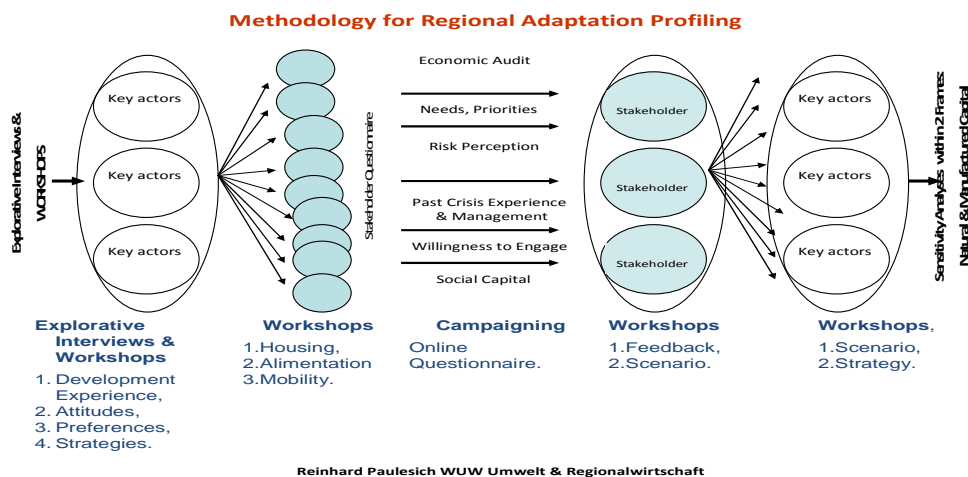 Methodology for Regional Adaptation Profiling
Explorative Interviews &
WORKSHOPS
Key actors
Key actors
Key actors
Stakeholder Questionnaire
Economic Audit
Needs, Priorities
Risk Perception
Past Crisis Experience
& Management
Willingness to Engage
Social Capital
Stakeholder
Stakeholder
Stakeholder
Key actors
Key actors
Key actors
Sensitivity Analyses within 2 Frames:
Natural & Manufactured Capital
Explorative
Interviews &
Workshops
1. Development
Experience,
2. Attitudes,
3. Preferences,
4. Strategies.
Workshops
1.Housing,
2.Alimentation
3.Mobility.
Campaigning
Online
Questionnaire.
Workshops
1.Feedback,
2.Scenario.
Workshops,
1.Scenario,
2.Strategy.
Reinhard Paulesich WUW Umwelt & Regionalwirtschaft